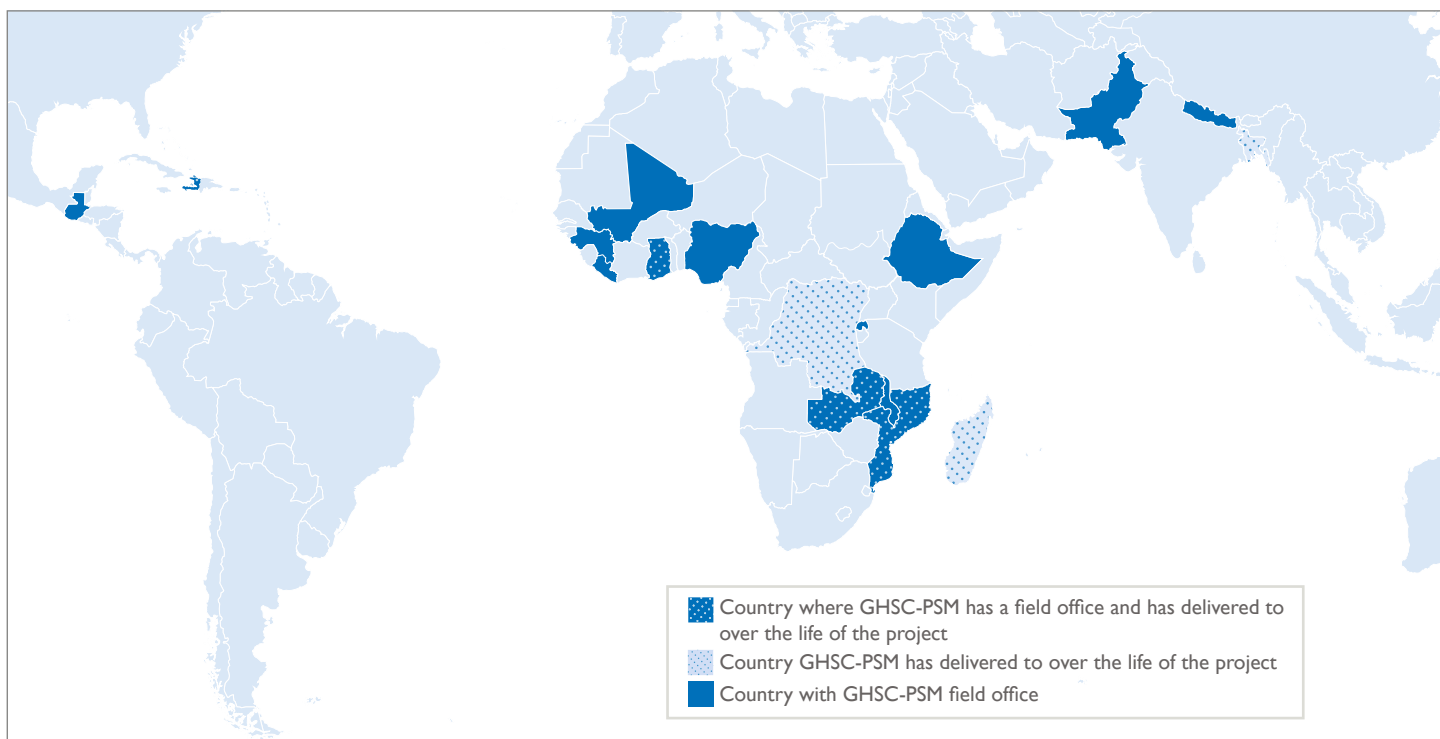 Country where GHSC-PSM has a field office and has delivered to
over the life of the project
Country GHSC-PSM has delivered to over the life of the project
Country with GHSC-PSM field office